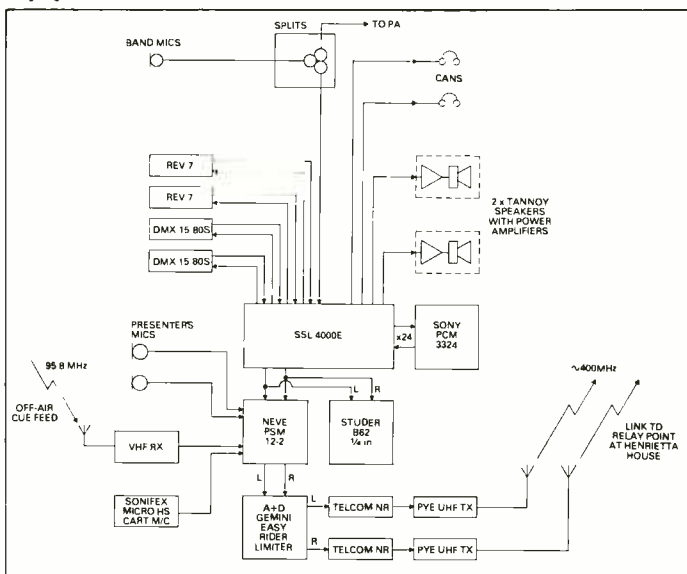 SPLITS
TO PA
BAND MICS
CANS
REV 7
REV 7
DMX 15 80S
DMX 15 80S
2 x TANNOY
SPEAKERS
WITH POWER
AMPLIFIERS
PRESENTER'S
MICS
SSL 4000E
x24
SONY
PCM
3324
95 8 MHz
OFF-AIR
CUE FEED
L
R
~400MHz
LINK TO
RELAY POINT
AT HENRIETTA
HOUSE
VHF RX
NEVE
PSM
12-2
STUDER
B62
¼ in
SONIFEX
MICRO HS
CART M/C
L
R
A+D
GEMINI
EASY
RIDER
LIMITER
L
TELCOM NR
PYE UHF TX
R
TELCOM NR
PYE UHF TX